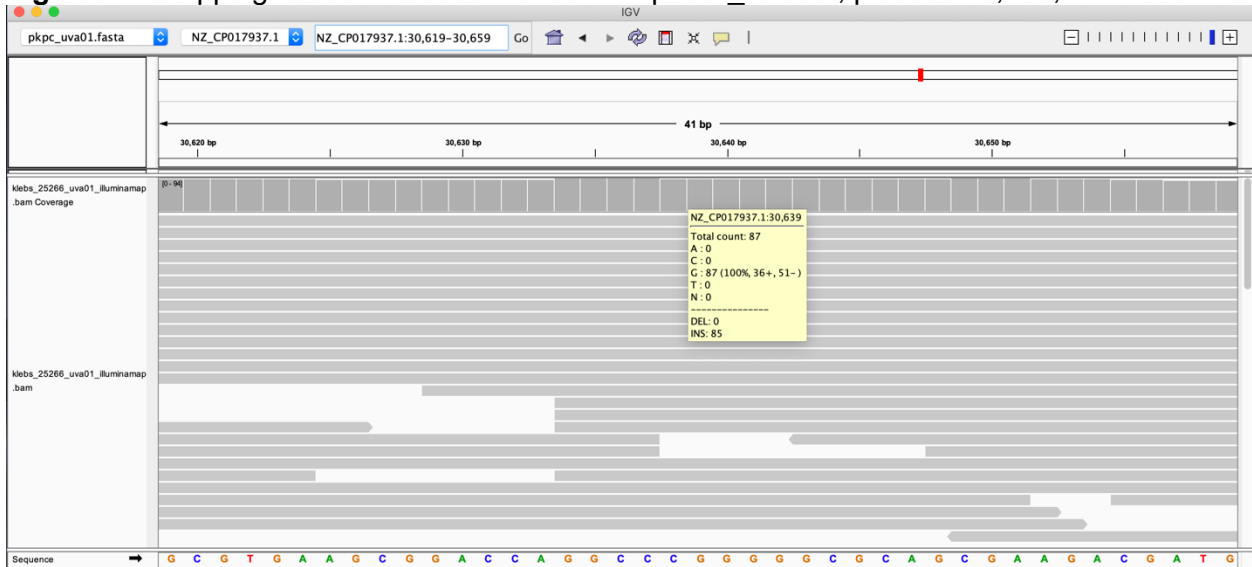 IGV
pkpc_uva01.fasta NZ_CP017937.1 NZ_CP017937.1:30,619-30,659 Go
41 bp
30,620 bp 30,630 bp 30,640 bp 30,650 bp
klebs_25266_uva01_illuminamap
.bam Coverage
[0 - 94]
NZ_CP017937.1:30,639
Total count: 87
A : 0
C : 0
G : 87 (100%, 36+, 51- )
T : 0
N : 0
---------------
DEL: 0
INS: 85
klebs_25266_uva01_illuminamap
.bam
Sequence → G C G T G A A G C G G A C C A G G C C C G G G G G C G C A G C G A A G A C G A T G